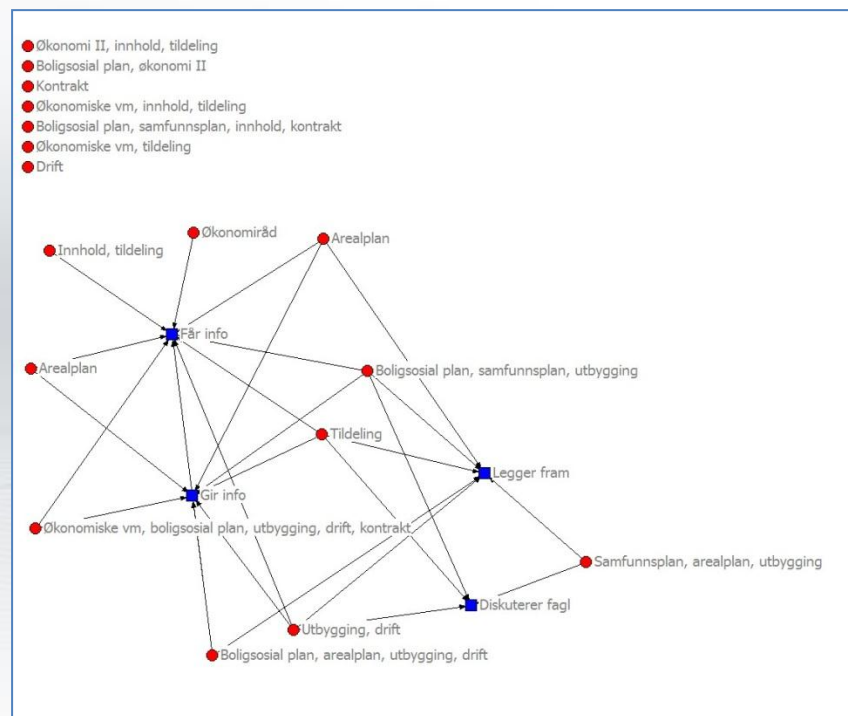 Økonomi II, innhold, tildeling
Boligsosial plan, økonomi II
Kontrakt
Økonomiske vm, innhold, tildeling
Boligsosial plan, samfunnsplan, innhold, kontrakt
Økonomiske vm, tildeling
Drift
Økonomiråd
Arealplan
Innhold, tildeling
Får info
Arealplan
Boligsosial plan, samfunnsplan, utbygging
Tildeling
Legger fram
Gir info
Økonomiske vm, boligsosial plan, utbygging, drift, kontrakt
Samfunnsplan, arealplan, utbygging
Diskuterer fagl
Utbygging, drift
Boligsosial plan, arealplan, utbygging, drift